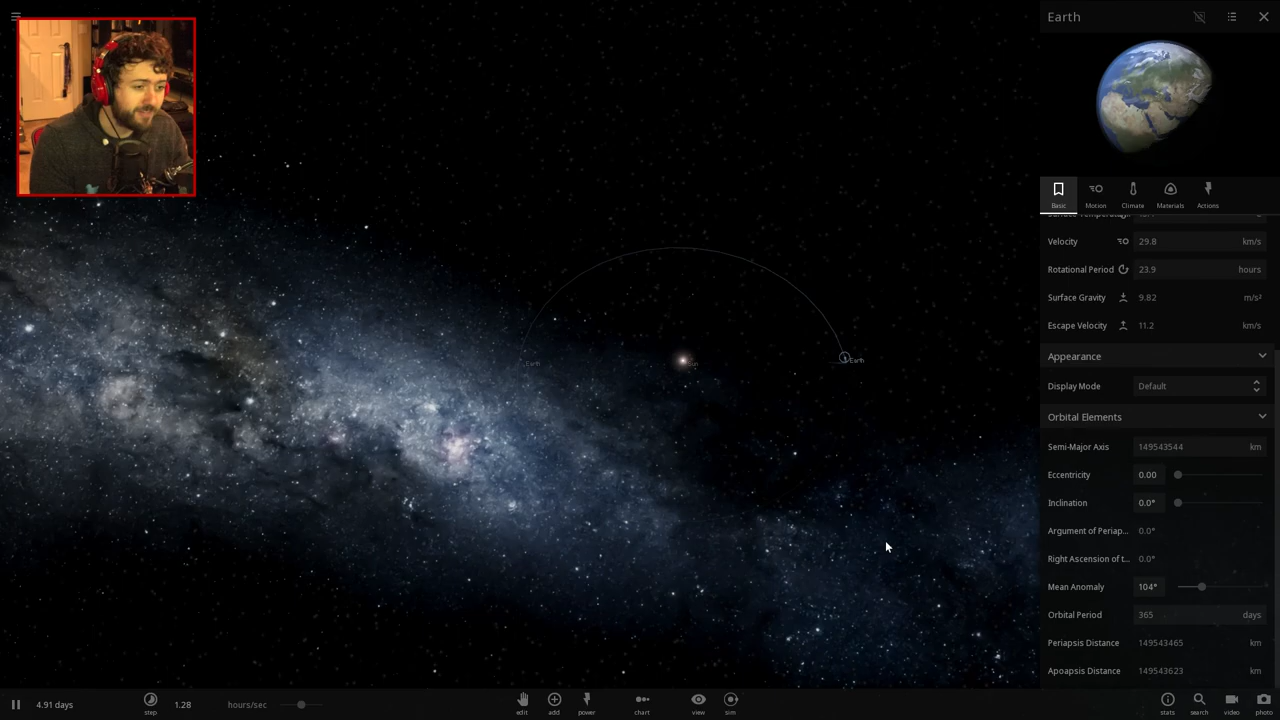 Earth
Basic
Motion
Climate
Materials
Actions
Velocity 29.8 km/s
Rotational Period 23.9 hours
Surface Gravity 9.82 m/s²
Escape Velocity 11.2 km/s
Appearance
Display Mode Default
Orbital Elements
Semi-Major Axis 149543544 km
Eccentricity 0.00
Inclination 0.0°
Argument of Periap... 0.0°
Right Ascension of t... 0.0°
Mean Anomaly 104°
Orbital Period 365 days
Periapsis Distance 149543465 km
Apoapsis Distance 149543623 km
Earth
Sun
Earth
4.91 days
step
1.28 hours/sec
edit
add
power
chart
view
sim
stats
search
video
photo